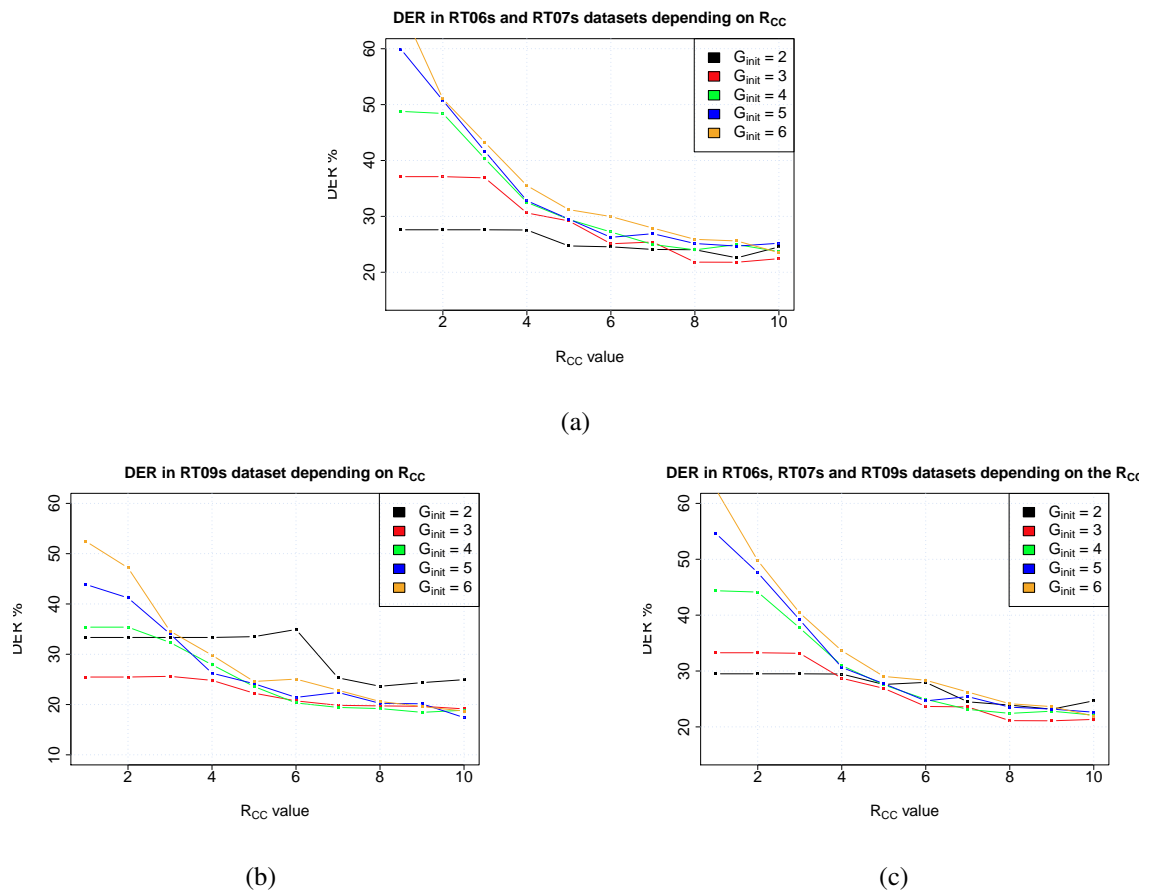 DER in RT06s and RT07s datasets depending on RCC
60
50
40
30
20
DER %
Ginit = 2
Ginit = 3
Ginit = 4
Ginit = 5
Ginit = 6
2 4 6 8 10
RCC value
(a)
DER in RT09s dataset depending on RCC
60
50
40
30
20
10
DER %
Ginit = 2
Ginit = 3
Ginit = 4
Ginit = 5
Ginit = 6
2 4 6 8 10
RCC value
(b)
DER in RT06s, RT07s and RT09s datasets depending on the RCC
60
50
40
30
20
DER %
Ginit = 2
Ginit = 3
Ginit = 4
Ginit = 5
Ginit = 6
2 4 6 8 10
RCC value
(c)